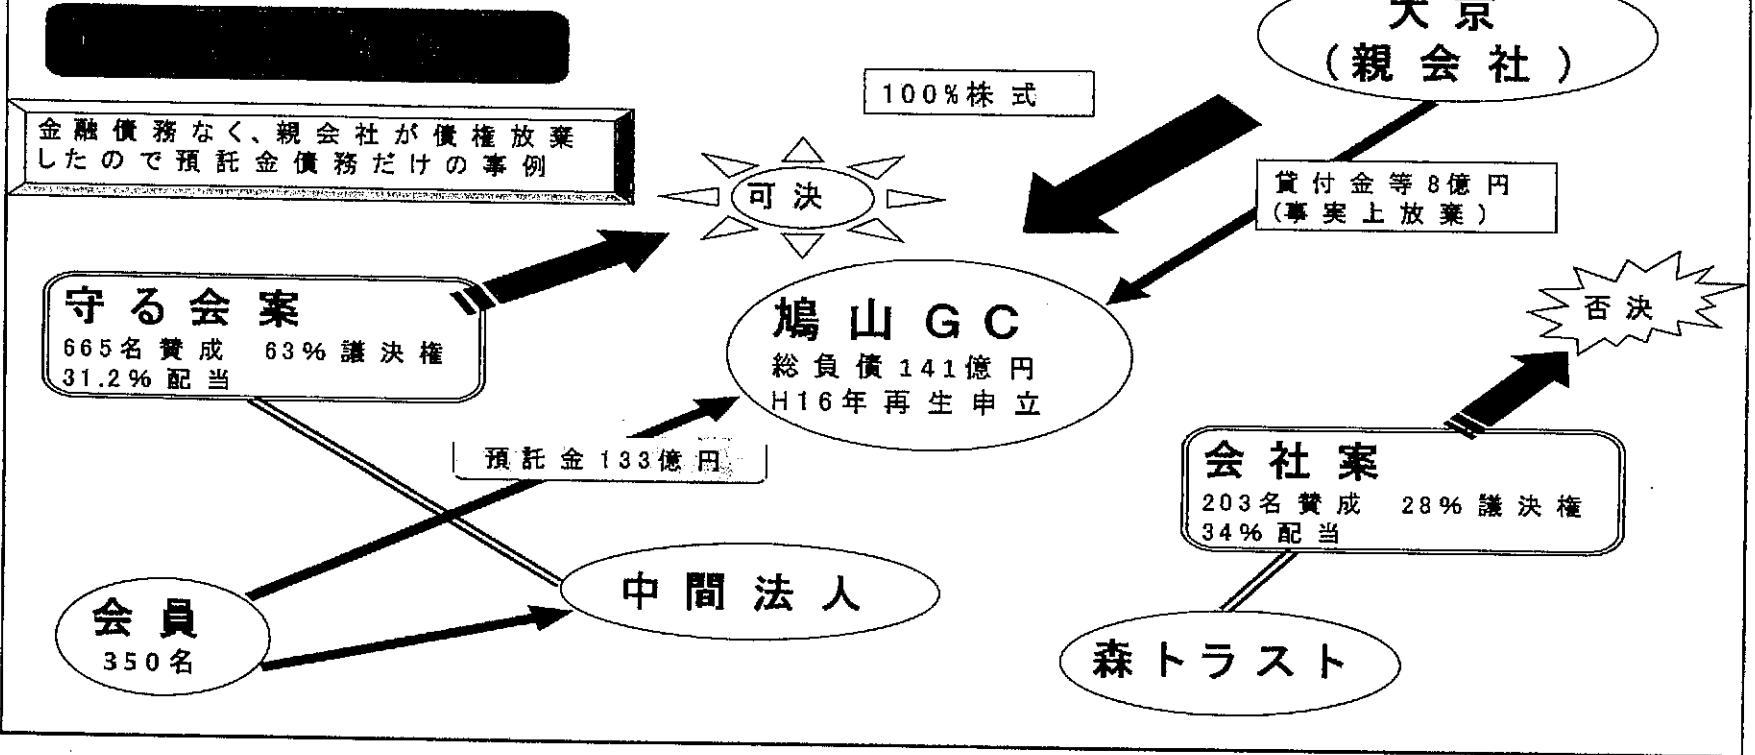 大京
(親会社)
100%株式
金融債務なく、親会社が債権放棄
したので預託金債務だけの事例
可決
貸付金等8億円
(事実上放棄)
守る会案
665名賛成 63%議決権
31.2%配当
鳩山GC
総負債141億円
H16年再生申立
否決
預託金133億円
会社案
203名賛成 28%議決権
34%配当
中間法人
会員
350名
森トラスト